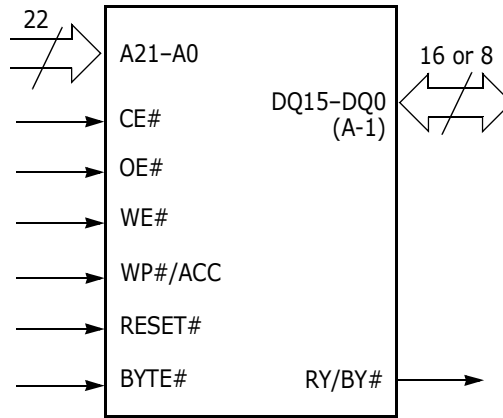 22
A21–A0
16 or 8
DQ15–DQ0
(A-1)
CE#
OE#
WE#
WP#/ACC
RESET#
BYTE#
RY/BY#